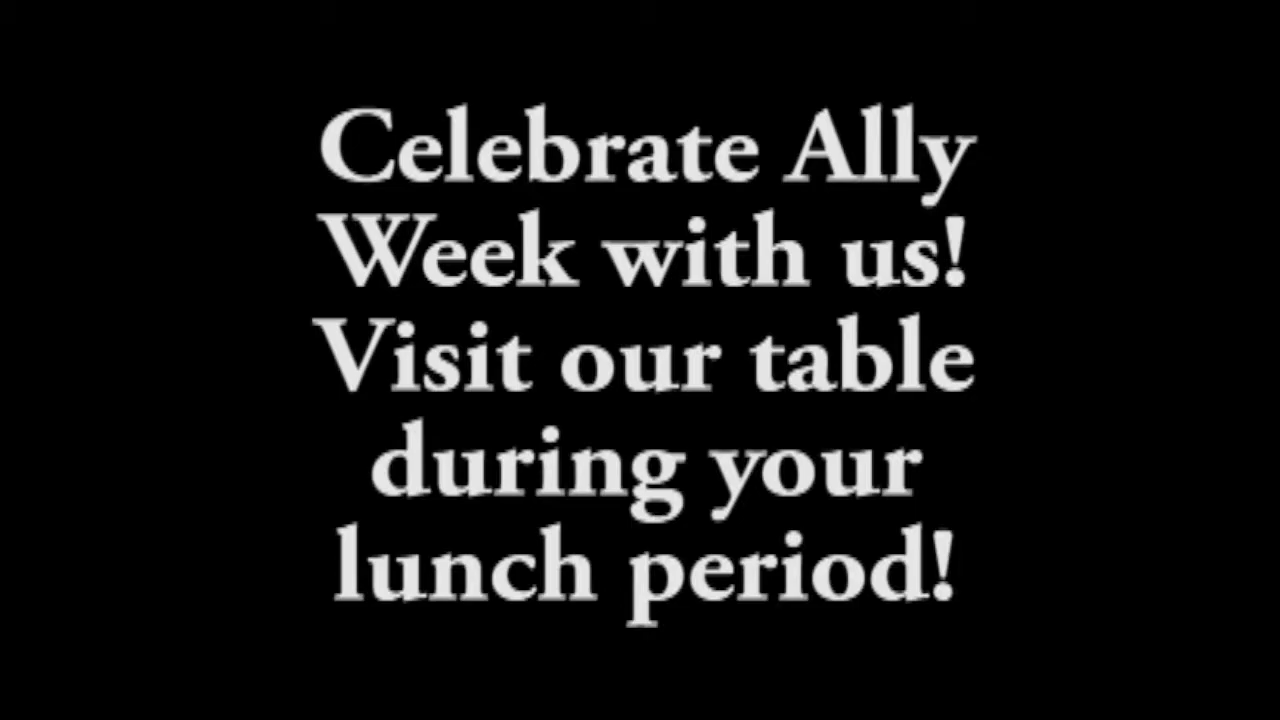 Celebrate Ally
Week with us!
Visit our table
during your
lunch period!